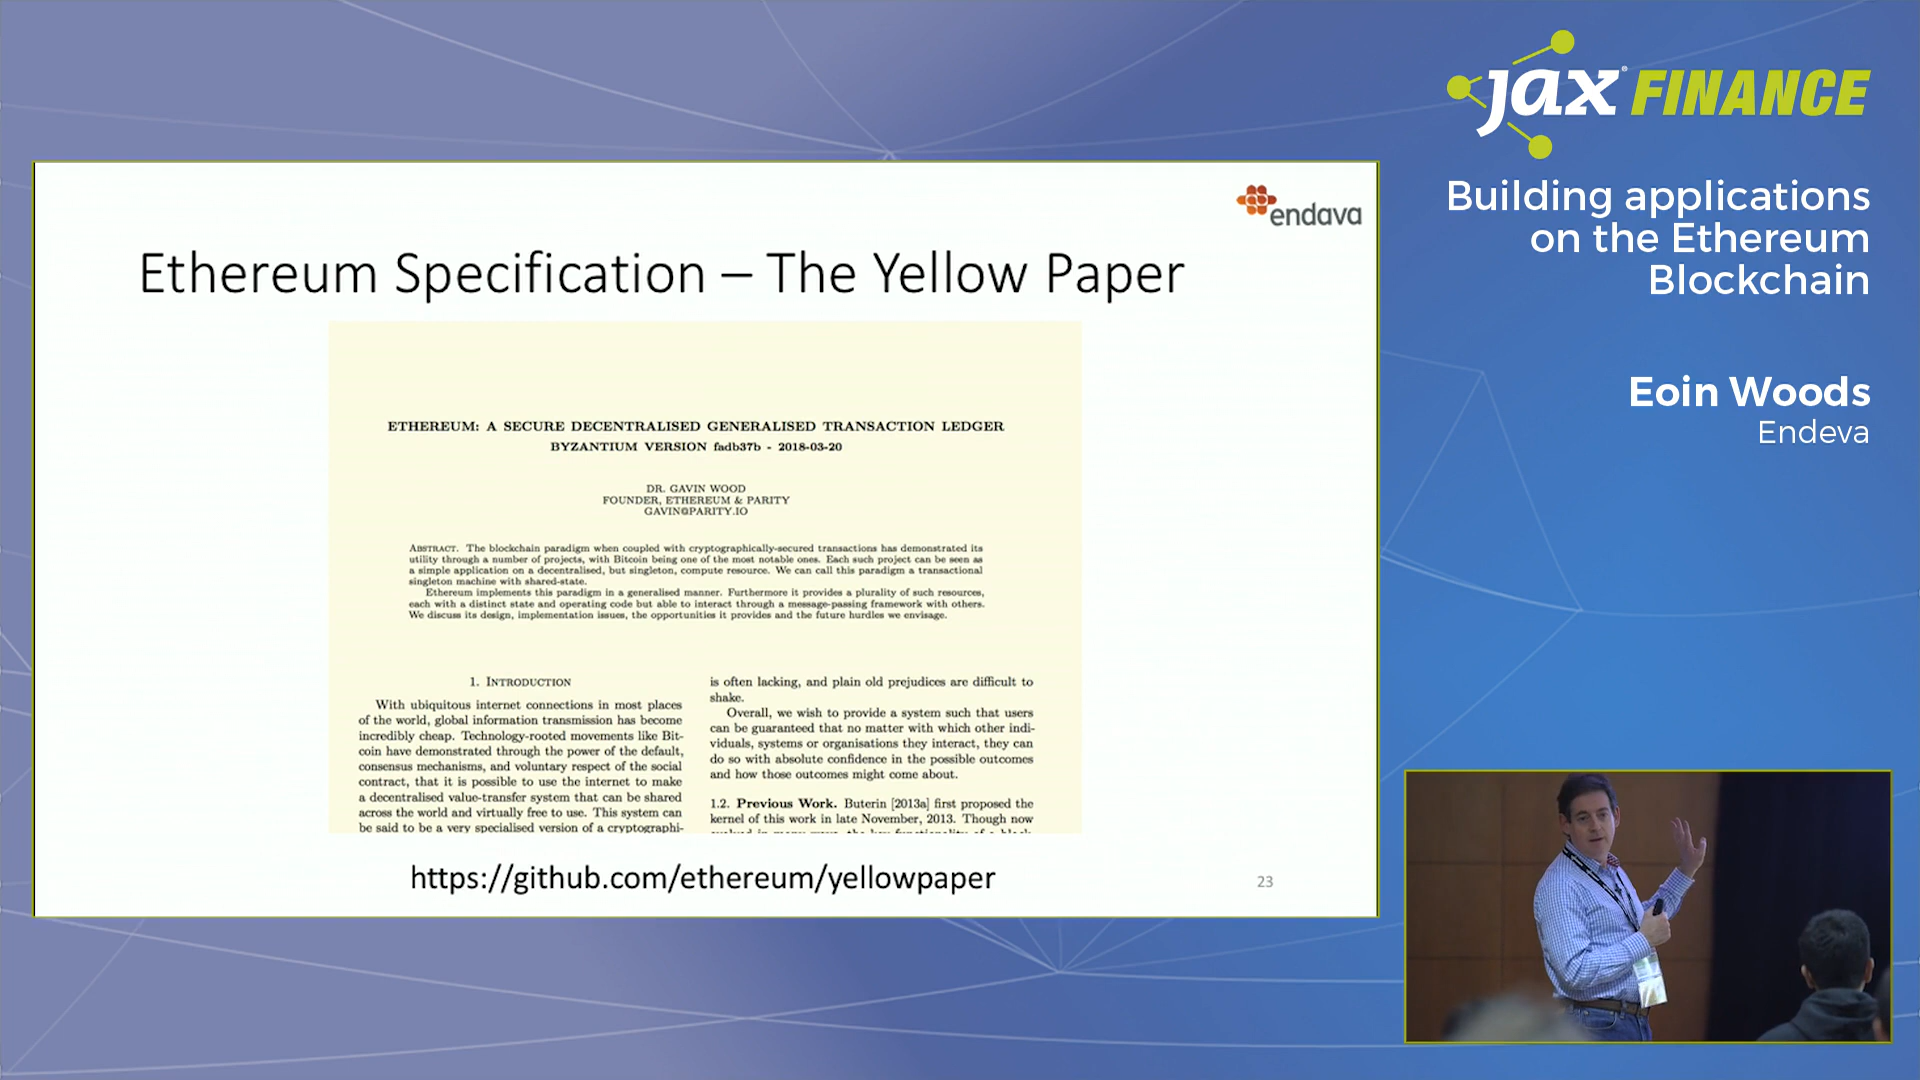 endava
Ethereum Specification – The Yellow Paper
ETHEREUM: A SECURE DECENTRALISED GENERALISED TRANSACTION LEDGER
BYZANTIUM VERSION fadb37b - 2018-03-20
DR. GAVIN WOOD
FOUNDER, ETHEREUM & PARITY
GAVIN@PARITY.IO
Abstract. The blockchain paradigm when coupled with cryptographically-secured transactions has demonstrated its
utility through a number of projects, with Bitcoin being one of the most notable ones. Each such project can be seen as
a simple application on a decentralised, but singleton, compute resource. We can call this paradigm a transactional
singleton machine with shared-state.
Ethereum implements this paradigm in a generalised manner. Furthermore it provides a plurality of such resources,
each with a distinct state and operating code but able to interact through a message-passing framework with others.
We discuss its design, implementation issues, the opportunities it provides and the future hurdles we envisage.
1. Introduction
With ubiquitous internet connections in most places
of the world, global information transmission has become
incredibly cheap. Technology-rooted movements like Bit-
coin have demonstrated through the power of the default,
consensus mechanisms, and voluntary respect of the social
contract, that it is possible to use the internet to make
a decentralised value-transfer system that can be shared
across the world and virtually free to use. This system can
be said to be a very specialised version of a cryptographi-
is often lacking, and plain old prejudices are difficult to
shake.
Overall, we wish to provide a system such that users
can be guaranteed that no matter with which other indi-
viduals, systems or organisations they interact, they can
do so with absolute confidence in the possible outcomes
and how those outcomes might come about.
1.2. Previous Work. Buterin [2013a] first proposed the
kernel of this work in late November, 2013. Though now
https://github.com/ethereum/yellowpaper
23
jax® FINANCE
Building applications
on the Ethereum
Blockchain
Eoin Woods
Endeva